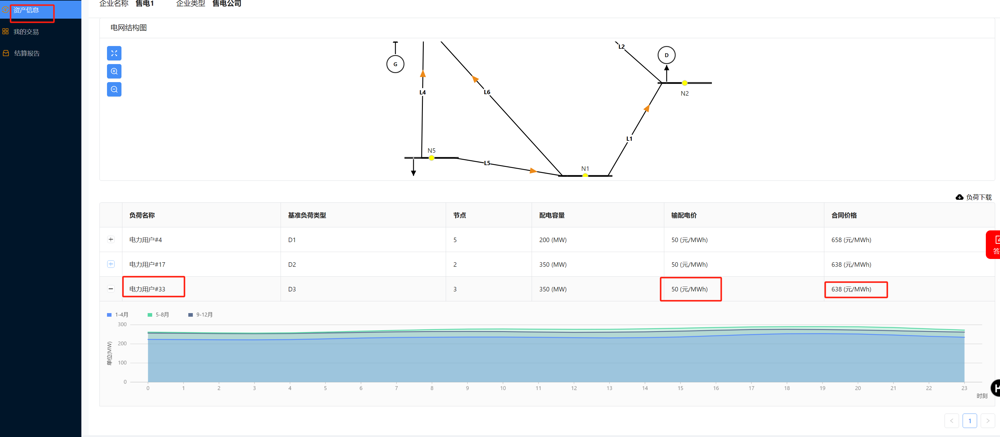 企业名称 售电1 企业类型 售电公司
资产信息
我的交易
结算报告
电网结构图
G
L4
L6
L2
D
N2
L1
N5
L5
N1
负荷下载
负荷名称 基准负荷类型 节点 配电容量 输配电价 合同价格
电力用户#4 D1 5 200 (MW) 50 (元/MWh) 658 (元/MWh)
电力用户#17 D2 2 350 (MW) 50 (元/MWh) 638 (元/MWh)
电力用户#33 D3 3 350 (MW) 50 (元/MWh) 638 (元/MWh)
答
1-4月 5-8月 9-12月
300
200
100
0
单位(MW)
0 1 2 3 4 5 6 7 8 9 10 11 12 13 14 15 16 17 18 19 20 21 22 23
时刻
< 1 >